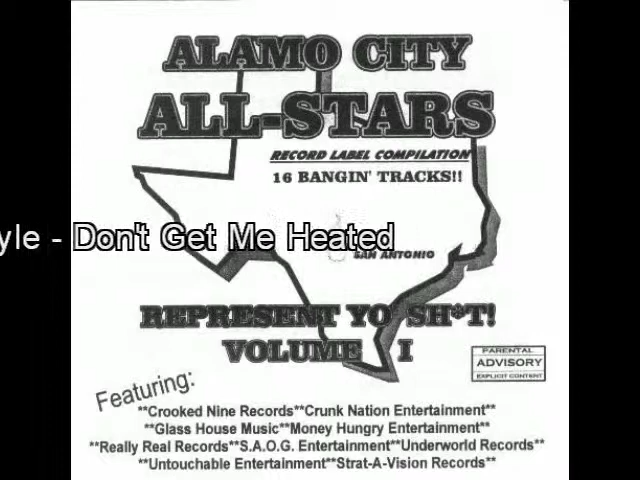 ALAMO CITY
ALL-STARS
RECORD LABEL COMPILATION
16 BANGIN' TRACKS!!
yle - Don't Get Me Heated
SAN ANTONIO
REPRESENT YO SH*T!
VOLUME I
PARENTAL
ADVISORY
EXPLICIT CONTENT
Featuring:
**Crooked Nine Records**Crunk Nation Entertainment**
**Glass House Music**Money Hungry Entertainment**
**Really Real Records**S.A.O.G. Entertainment**Underworld Records**
**Untouchable Entertainment**Strat-A-Vision Records**